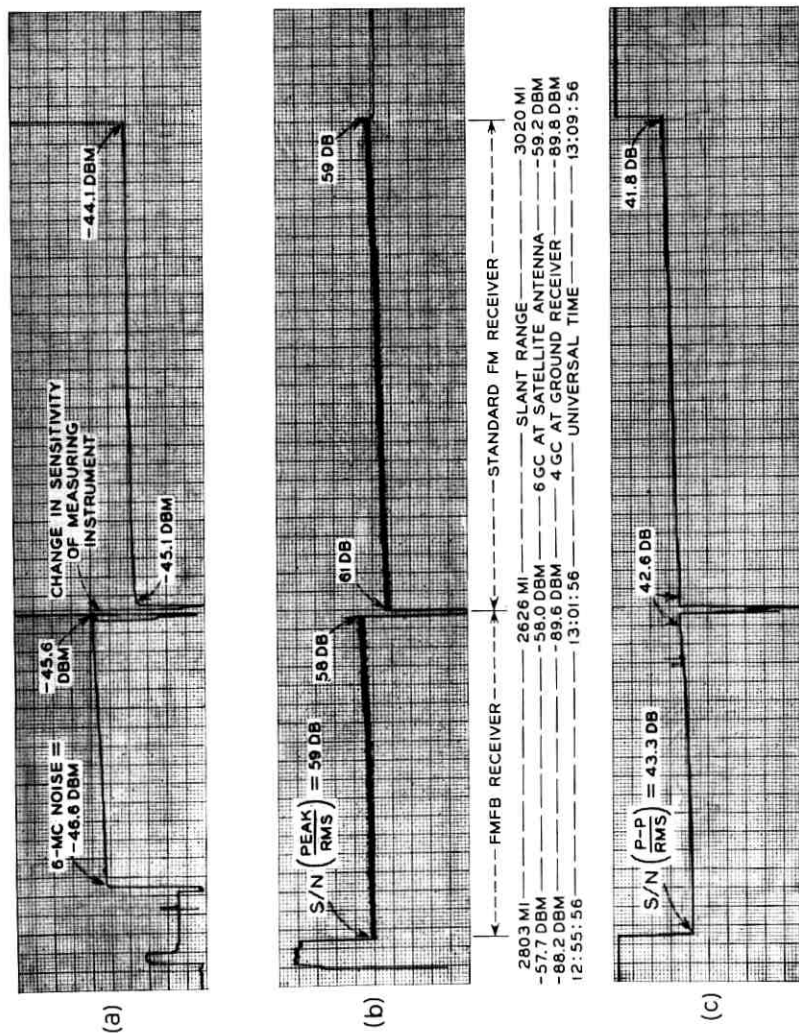 (a)
6-MC NOISE =
-46.6 DBM
-45.6
DBM
CHANGE IN SENSITIVITY
OF MEASURING
INSTRUMENT
-45.1 DBM
-44.1 DBM
(b)
S/N (PEAK/RMS) = 59 DB
58 DB
61 DB
59 DB
FMFB RECEIVER
STANDARD FM RECEIVER
2803 MI 2626 MI SLANT RANGE 3020 MI
-57.7 DBM -58.0 DBM 6 GC AT SATELLITE ANTENNA -59.2 DBM
-88.2 DBM -89.6 DBM 4 GC AT GROUND RECEIVER -89.8 DBM
12:55:56 13:01:56 UNIVERSAL TIME 13:09:56
(c)
S/N (P-P/RMS) = 43.3 DB
42.6 DB
41.8 DB